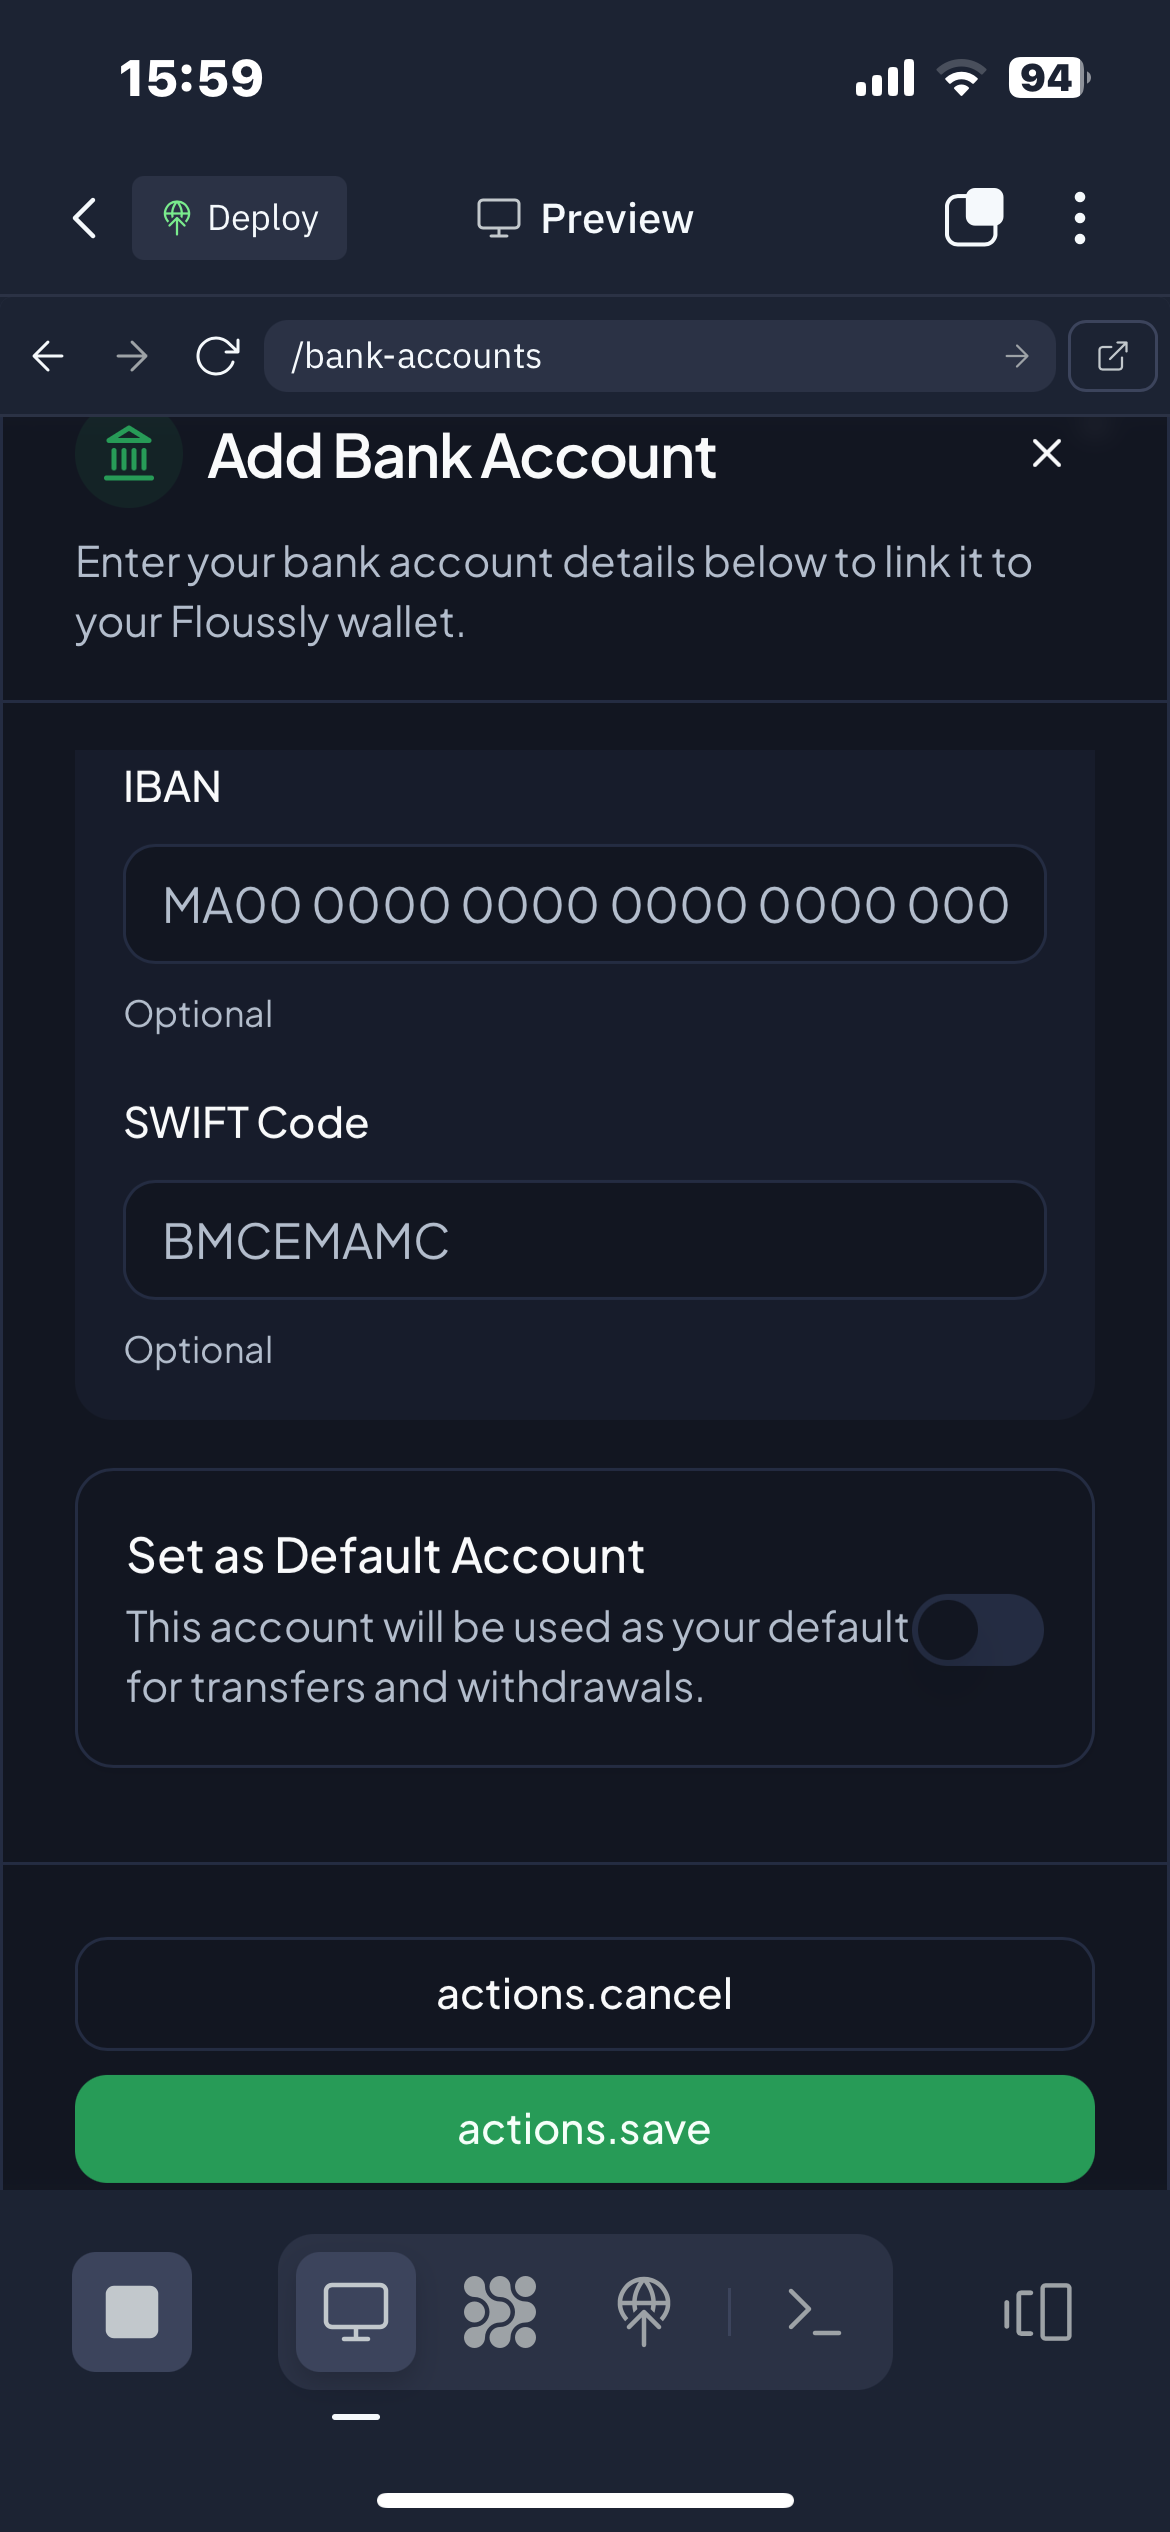 15:59
94
Deploy
Preview
/bank-accounts
Add Bank Account
Enter your bank account details below to link it to
your Floussly wallet.
IBAN
MA00 0000 0000 0000 0000 000
Optional
SWIFT Code
BMCEMAMC
Optional
Set as Default Account
This account will be used as your default
for transfers and withdrawals.
actions.cancel
actions.save